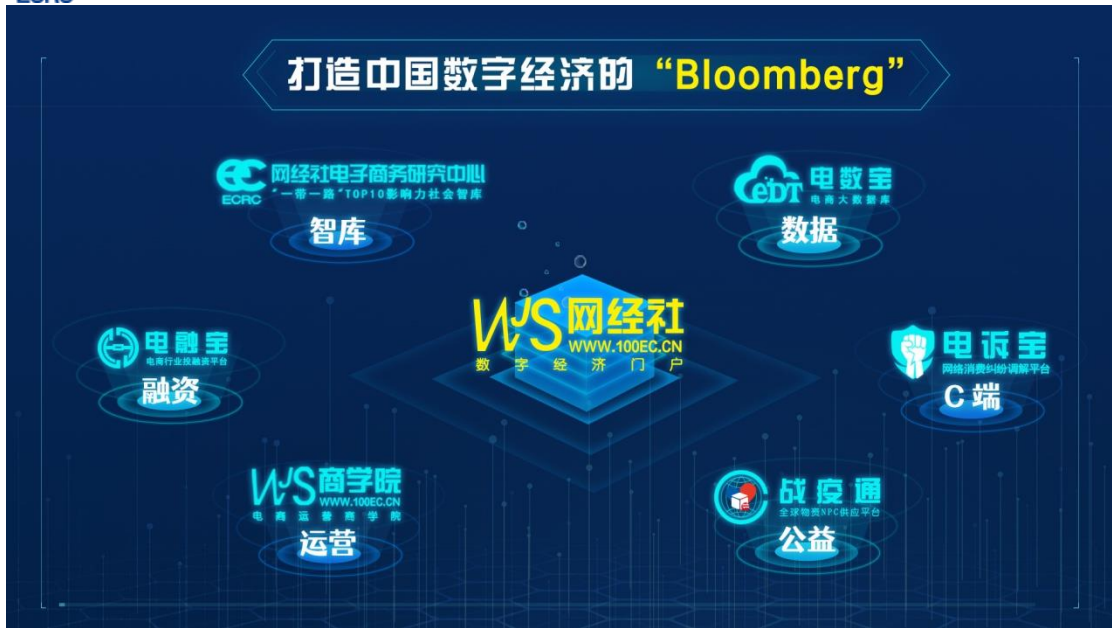 打造中国数字经济的“Bloomberg”
ECRC
网经社电子商务研究中心
“一带一路”TOP10影响力社会智库
智库
eDT
电数宝
电商大数据库
数据
WJS网经社
WWW.100EC.CN
数字经济门户
电融宝
电商行业投融资平台
融资
电诉宝
网络消费纠纷调解平台
C端
WJS商学院
WWW.100EC.CN
电商运营商学院
运营
战疫通
全球物资NPC供应平台
公益